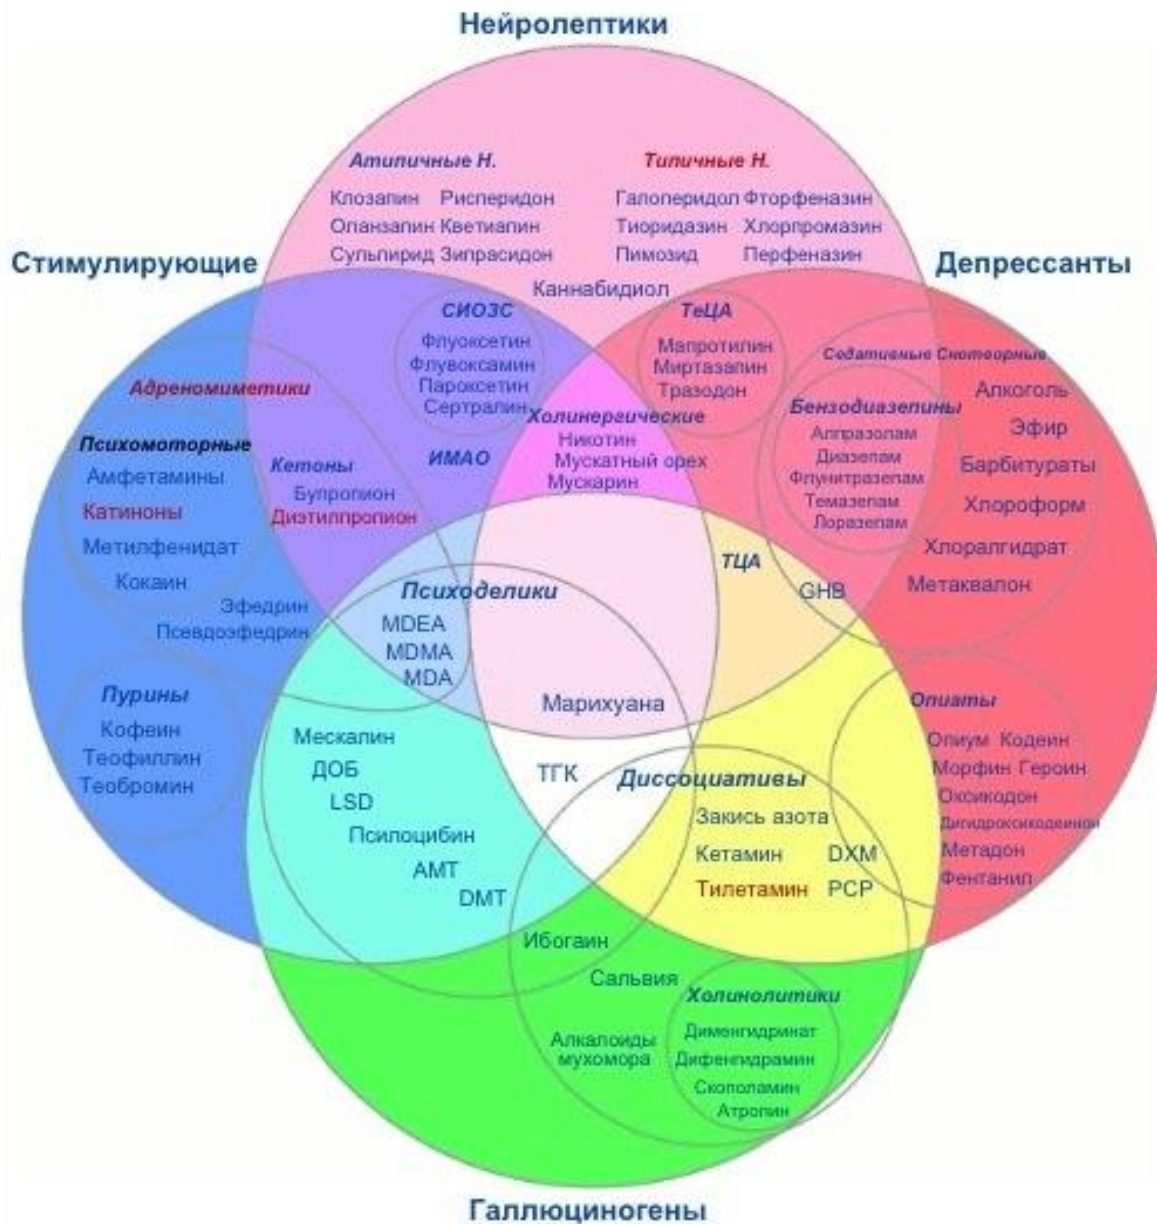 Нейролептики
Атипичные Н.
Типичные Н.
Клозапин Рисперидон
Оланзапин Кветиапин
Сульпирид Зипрасидон
Галоперидол Фторфеназин
Тиоридазин Хлорпромазин
Пимозид Перфеназин
Каннабидиол
Стимулирующие
Депрессанты
СИОЗС
Флуоксетин
Флувоксамин
Пароксетин
Сертралин
ТеЦА
Мапротилин
Миртазапин
Тразодон
Седативные Снотворные
Алкоголь
Эфир
Барбитураты
Хлороформ
Хлоралгидрат
Метаквалон
Бензодиазепины
Алпразолам
Диазепам
Флунитразепам
Темазепам
Лоразепам
Адреномиметики
Психомоторные
Амфетамины
Катиноны
Метилфенидат
Кокаин
Эфедрин
Псевдоэфедрин
Кетоны
Бупропион
Диэтилпропион
ИМАО
Холинергические
Никотин
Мускатный орех
Мускарин
ТЦА
GHB
Психоделики
MDEA
MDMA
MDA
Марихуана
Пурины
Кофеин
Теофиллин
Теобромин
Мескалин
ДОБ
LSD
Псилоцибин
АМТ
DMT
ТГК
Диссоциативы
Закись азота
Кетамин DXM
Тилетамин PCP
Опиаты
Опиум Кодеин
Морфин Героин
Оксикодон
Дигидроксикодеинон
Метадон
Фентанил
Ибогаин
Сальвия
Алкалоиды
мухомора
Холинолитики
Дименгидринат
Дифенгидрамин
Скополамин
Атропин
Галлюциногены